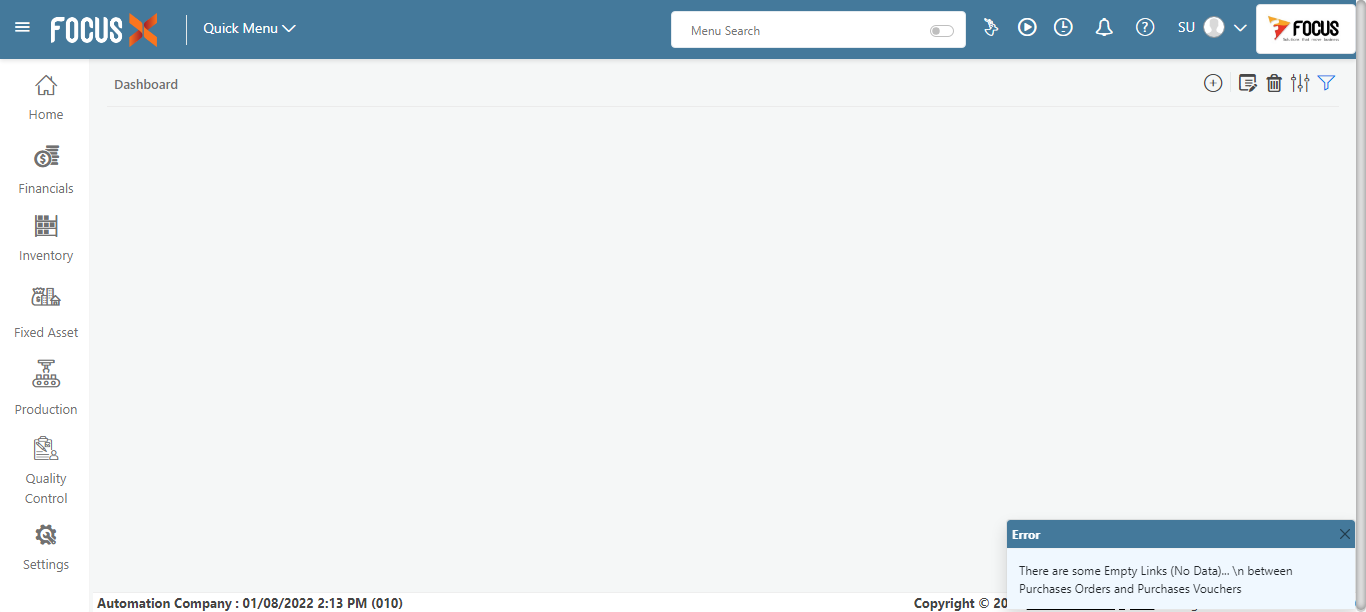 FOCUS X
Quick Menu
Menu Search
SU
FOCUS
Home
Financials
Inventory
Fixed Asset
Production
Quality
Control
Settings
Dashboard
Error
There are some Empty Links (No Data)... \n between
Purchases Orders and Purchases Vouchers
Automation Company : 01/08/2022 2:13 PM (010)
Copyright © 20